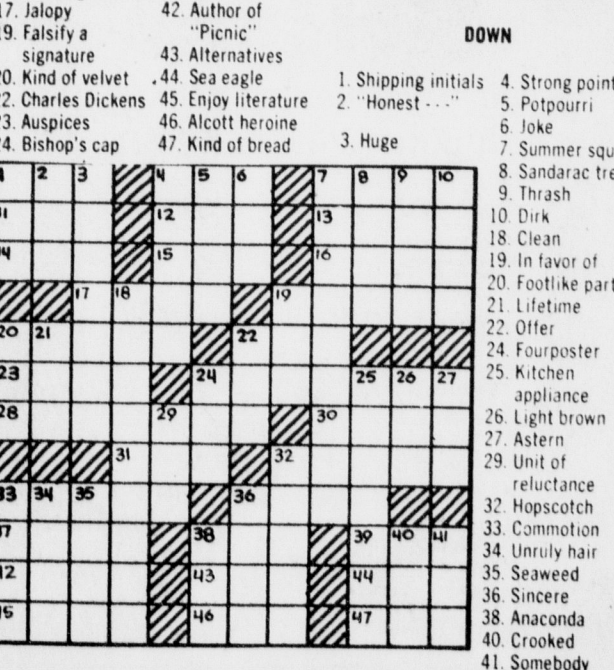 17. Jalopy
9. Falsify a
signature
20. Kind of velvet
22. Charles Dickens
3. Auspices
24. Bishop's cap
42. Author of
"Picnic"
43. Alternatives
44. Sea eagle
45. Enjoy literature
46. Alcott heroine
47. Kind of bread
DOWN
1. Shipping initials
2. "Honest - - -"
3. Huge
4. Strong point
5. Potpourri
6. Joke
7. Summer squ
8. Sandarac tre
9. Thrash
10. Dirk
18. Clean
19. In favor of
20. Footlike part
21. Lifetime
22. Offer
24. Fourposter
25. Kitchen
appliance
26. Light brown
27. Astern
29. Unit of
reluctance
32. Hopscotch
33. Commotion
34. Unruly hair
35. Seaweed
36. Sincere
38. Anaconda
40. Crooked
41. Somebody
1 2 3 4 5 6 7 8 9 10
11 12 13
14 15 16
17 18 19
20 21 22
23 24 25 26 27
28 29 30
31 32
33 34 35 36
37 38 39 40 41
42 43 44
45 46 47